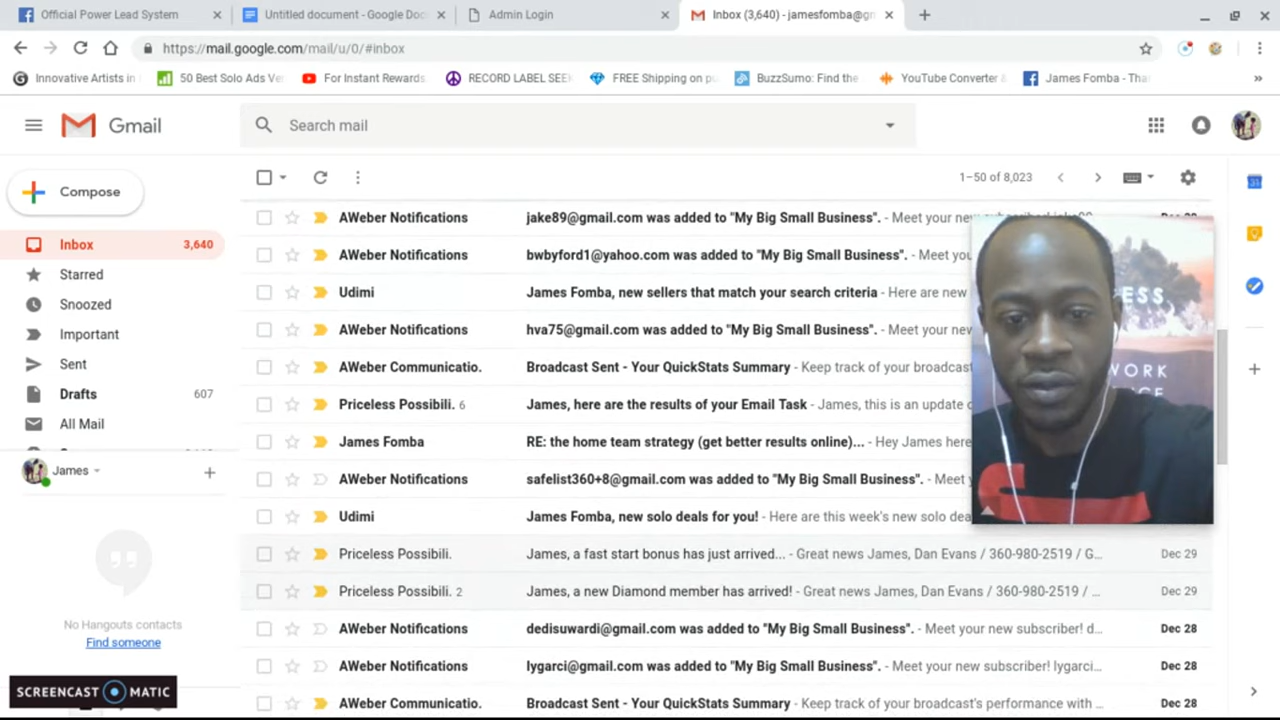 Official Power Lead System
Untitled document - Google Doc
Admin Login
Inbox (3,640) - jamesfomba@gm
https://mail.google.com/mail/u/0/#inbox
Innovative Artists in
50 Best Solo Ads Ve
For Instant Rewards
RECORD LABEL SEEK
FREE Shipping on pu
BuzzSumo: Find the
YouTube Converter &
James Fomba - Tha
Gmail
Search mail
Compose
1–50 of 8,023
Inbox 3,640
Starred
Snoozed
Important
Sent
Drafts 607
All Mail
James
No Hangouts contacts
Find someone
AWeber Notifications jake89@gmail.com was added to "My Big Small Business". - Meet your new
AWeber Notifications bwbyford1@yahoo.com was added to "My Big Small Business". - Meet you
Udimi James Fomba, new sellers that match your search criteria - Here are new
AWeber Notifications hva75@gmail.com was added to "My Big Small Business". - Meet your new
AWeber Communicatio. Broadcast Sent - Your QuickStats Summary - Keep track of your broadcast
Priceless Possibili. 6 James, here are the results of your Email Task - James, this is an update
James Fomba RE: the home team strategy (get better results online)... - Hey James here
AWeber Notifications safelist360+8@gmail.com was added to "My Big Small Business". - Meet
Udimi James Fomba, new solo deals for you! - Here are this week's new solo dea
Priceless Possibili. James, a fast start bonus has just arrived... - Great news James, Dan Evans / 360-980-2519 / G... Dec 29
Priceless Possibili. 2 James, a new Diamond member has arrived! - Great news James, Dan Evans / 360-980-2519 / ... Dec 29
AWeber Notifications dedisuwardi@gmail.com was added to "My Big Small Business". - Meet your new subscriber! d... Dec 28
AWeber Notifications lygarci@gmail.com was added to "My Big Small Business". - Meet your new subscriber! lygarci... Dec 28
AWeber Communicatio. Broadcast Sent - Your QuickStats Summary - Keep track of your broadcast's performance with ... Dec 28
ESS
WORK
SCREENCAST MATIC